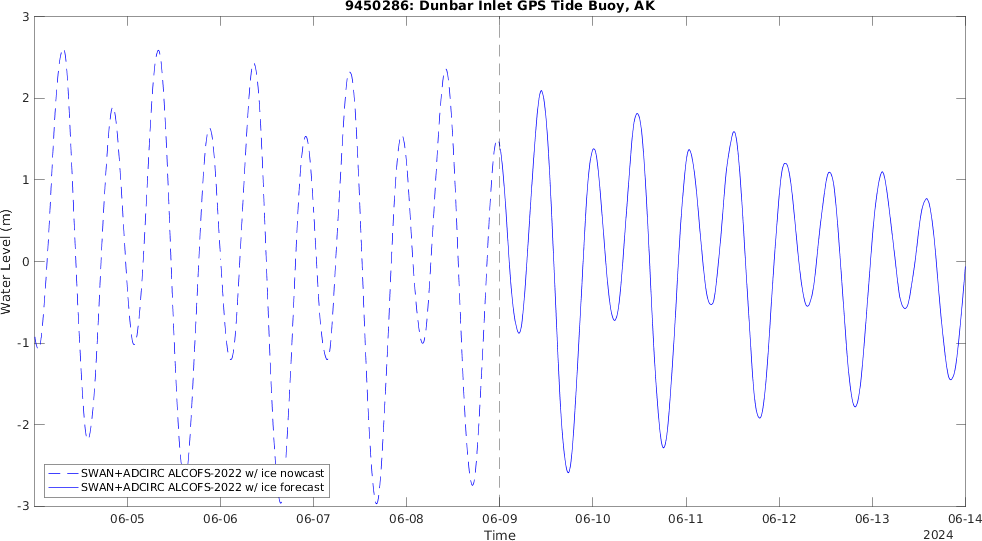 9450286: Dunbar Inlet GPS Tide Buoy, AK
3
2
1
0
-1
-2
-3
Water Level (m)
SWAN+ADCIRC ALCOFS-2022 w/ ice nowcast
SWAN+ADCIRC ALCOFS-2022 w/ ice forecast
06-05 06-06 06-07 06-08 06-09 06-10 06-11 06-12 06-13 06-14
Time
2024